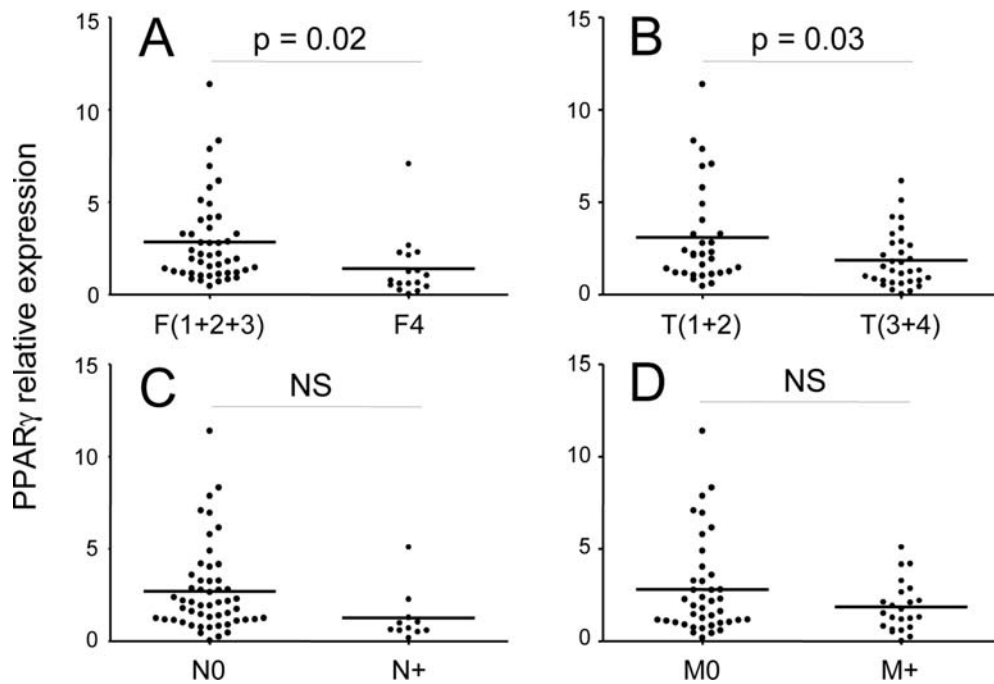 PPARγ relative expression
A
p = 0.02
15
10
5
0
F(1+2+3) F4
B
p = 0.03
15
10
5
0
T(1+2) T(3+4)
C
NS
15
10
5
0
N0 N+
D
NS
15
10
5
0
M0 M+